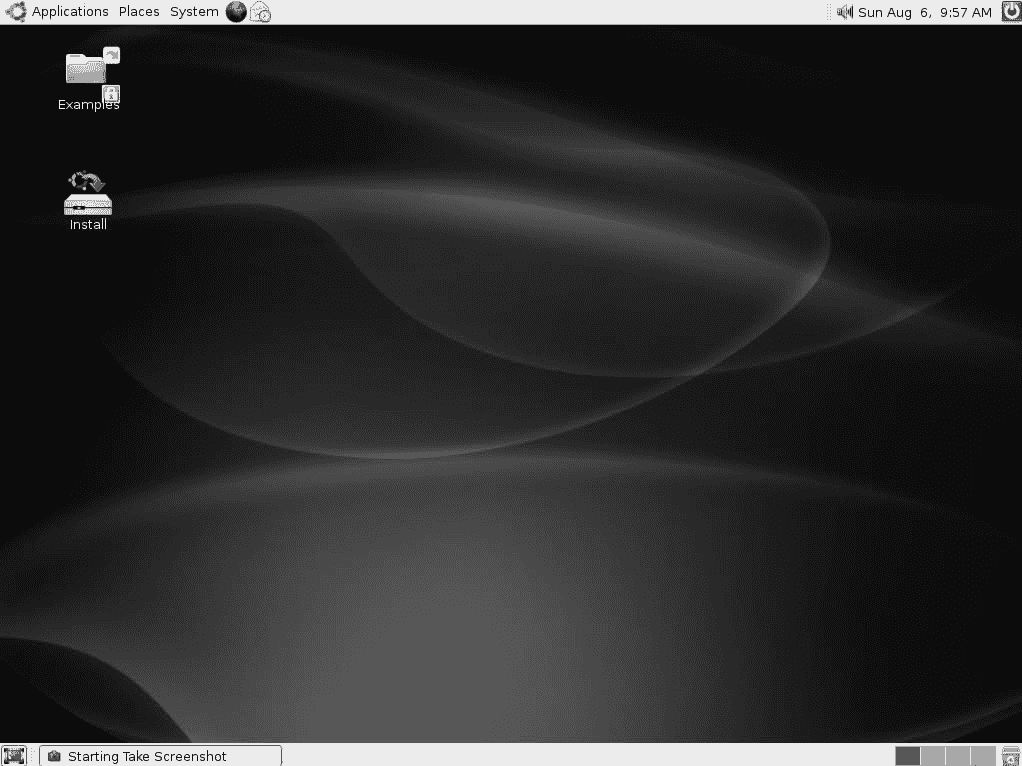 Applications Places System
Sun Aug 6, 9:57 AM
Examples
Install
Starting Take Screenshot